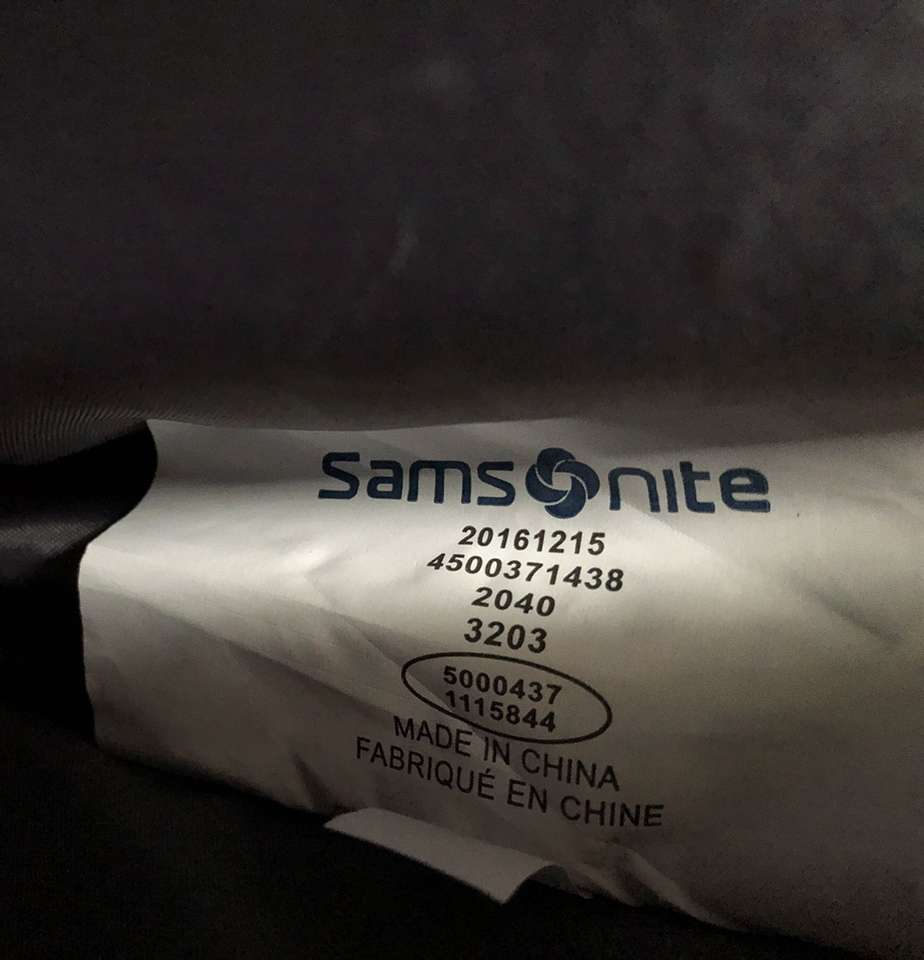 Samsonite
20161215
4500371438
2040
3203
5000437
1115844
MADE IN CHINA
FABRIQUÉ EN CHINE